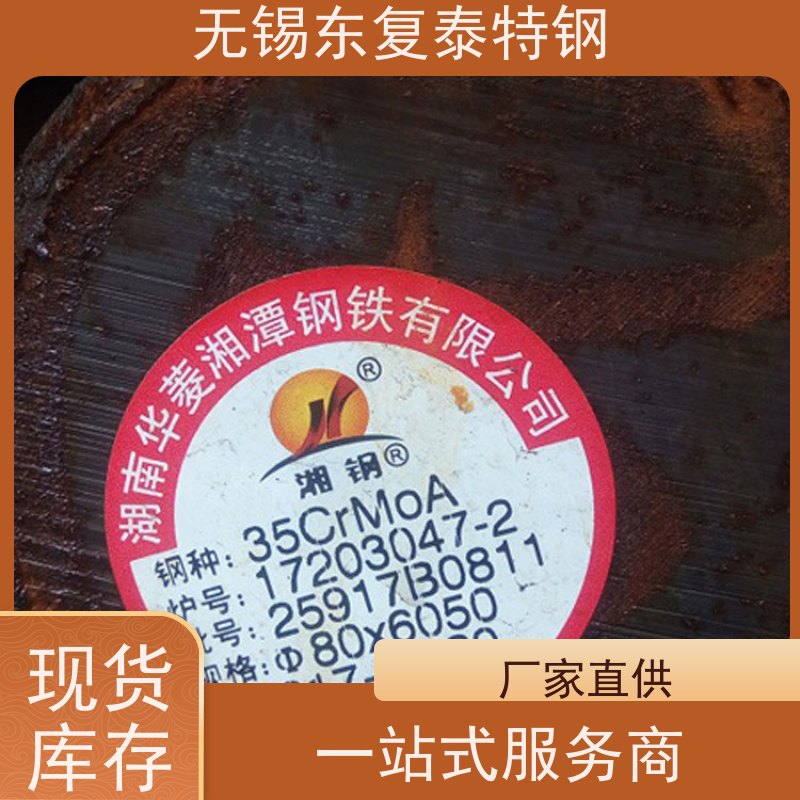 无锡东复泰特钢
湖南华菱湘潭钢铁有限公司
®
湘钢®
钢种：35CrMoA
炉号：17203047-2
批号：25917B0811
规格：Φ80x6050
厂家直供
现货
库存
一站式服务商